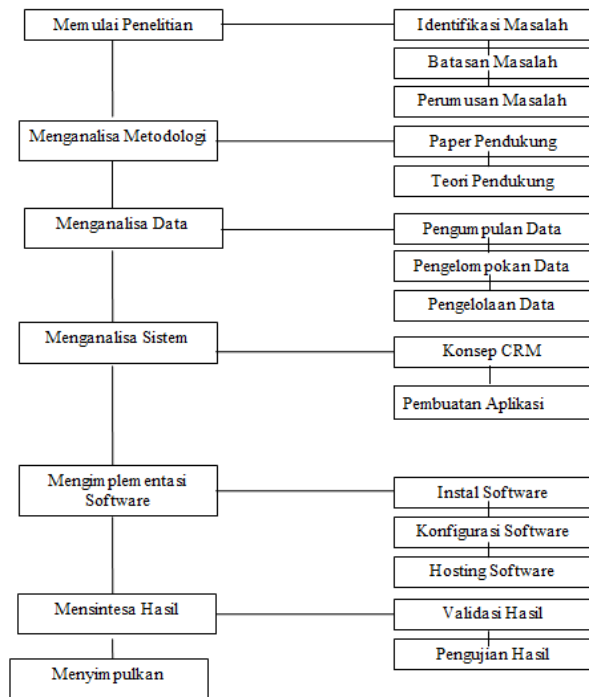 Memulai Penelitian
Identifikasi Masalah
Batasan Masalah
Perumusan Masalah
Menganalisa Metodologi
Paper Pendukung
Teori Pendukung
Menganalisa Data
Pengumpulan Data
Pengelompokan Data
Pengelolaan Data
Menganalisa Sistem
Konsep CRM
Pembuatan Aplikasi
Mengimplementasi
Software
Instal Software
Konfigurasi Software
Hosting Software
Mensintesa Hasil
Validasi Hasil
Pengujian Hasil
Menyimpulkan